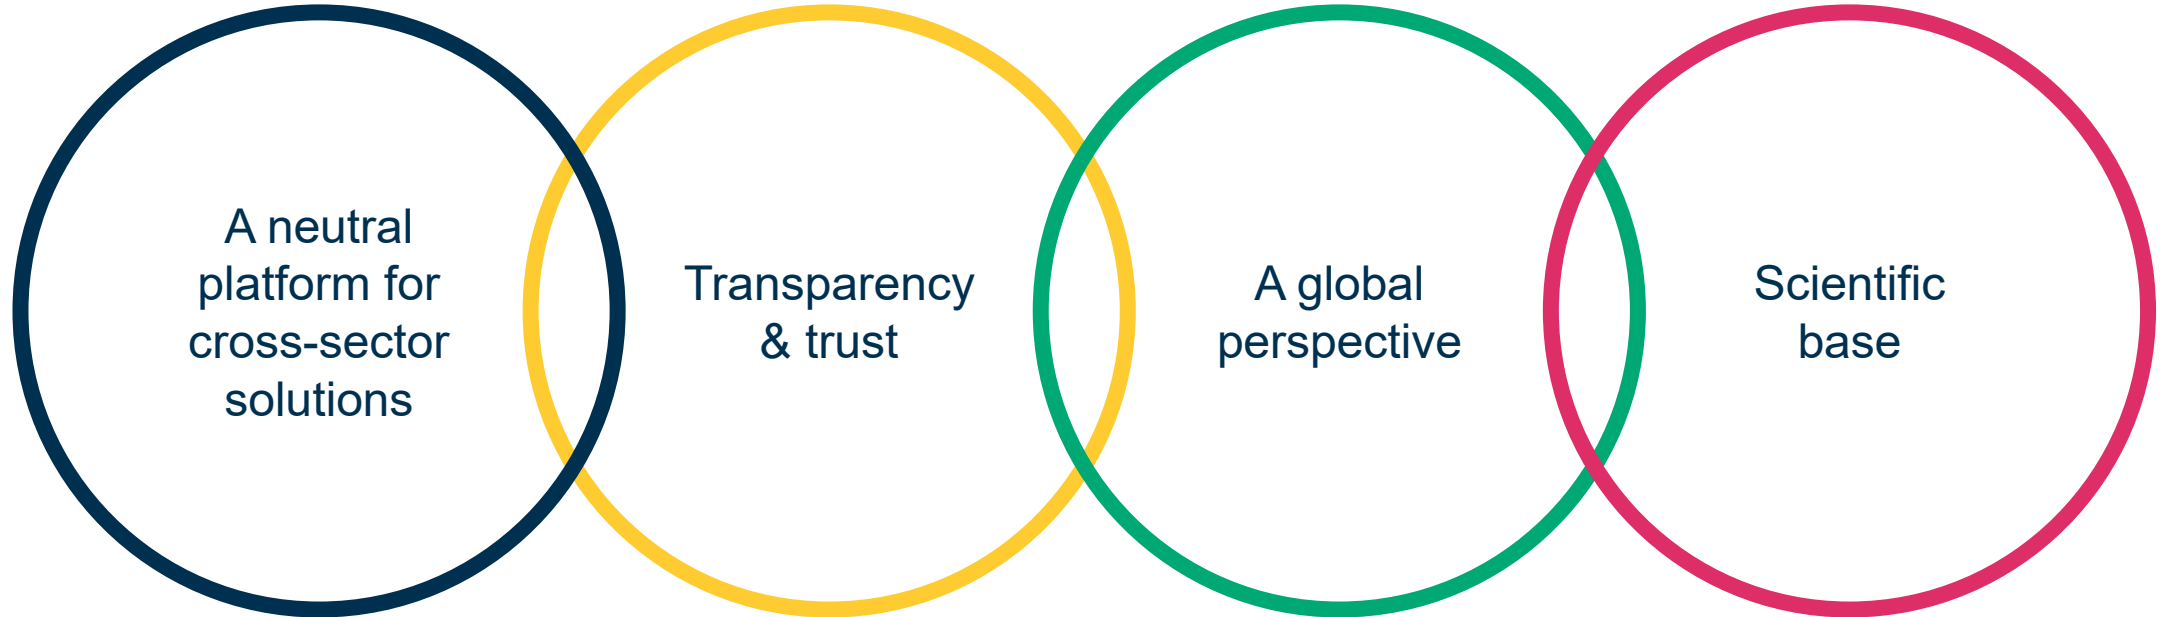 A neutral
platform for
cross-sector
solutions
Transparency
& trust
A global
perspective
Scientific
base